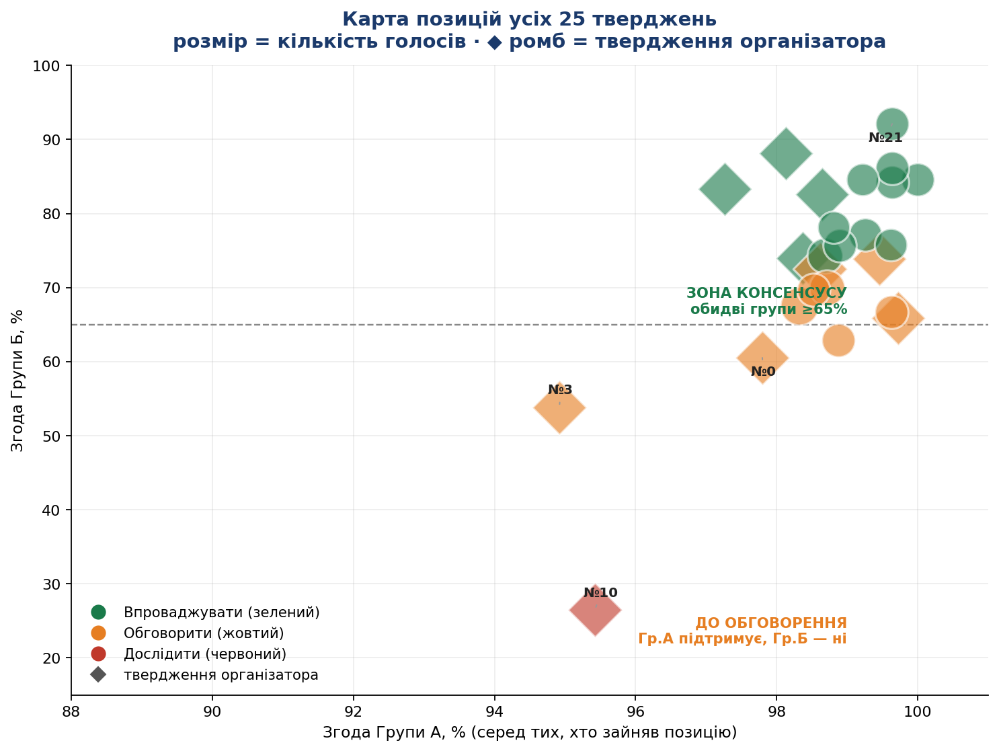 Карта позицій усіх 25 тверджень
розмір = кількість голосів · ◆ ромб = твердження організатора
Згода Групи Б, %
100
90
80
70
60
50
40
30
20
№21
ЗОНА КОНСЕНСУСУ
обидві групи ≥65%
№0
№3
№10
ДО ОБГОВОРЕННЯ
Гр.А підтримує, Гр.Б — ні
Впроваджувати (зелений)
Обговорити (жовтий)
Дослідити (червоний)
твердження організатора
88 90 92 94 96 98 100
Згода Групи А, % (серед тих, хто зайняв позицію)